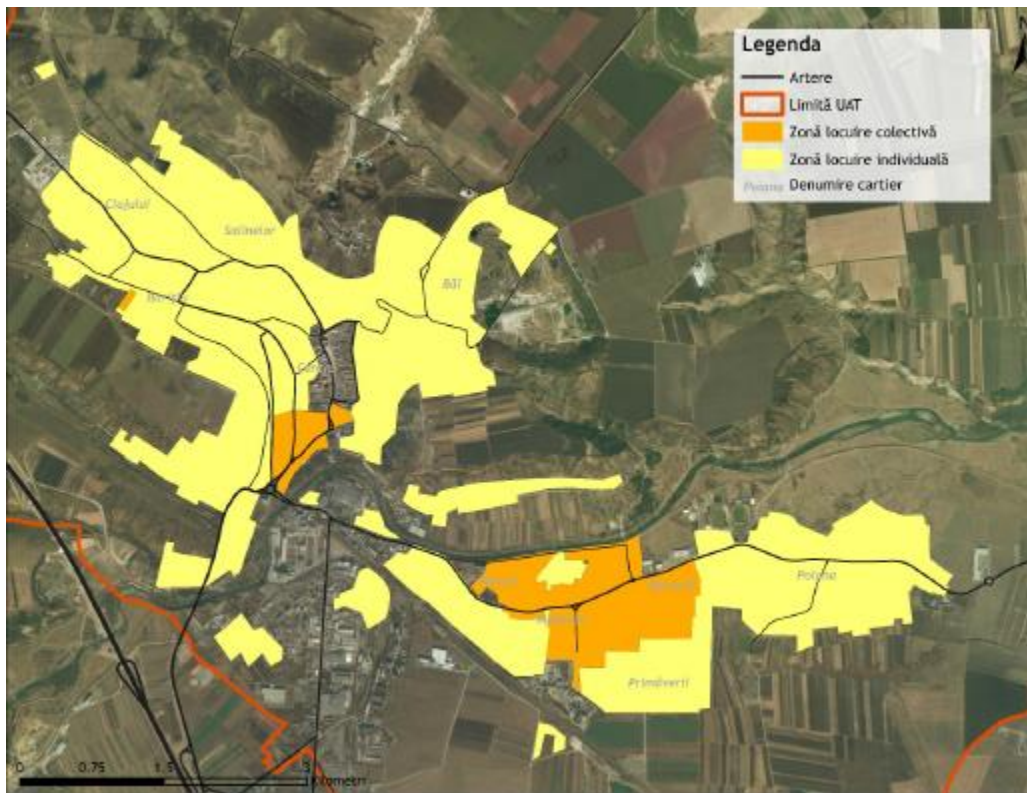 Legenda
Artere
Limită UAT
Zonă locuire colectivă
Zonă locuire individuală
Poiana
Denumire cartier
Clujului
Salinelor
Băi
Poiana
Primăverii
0 0.75 1.5 3
Kilometri